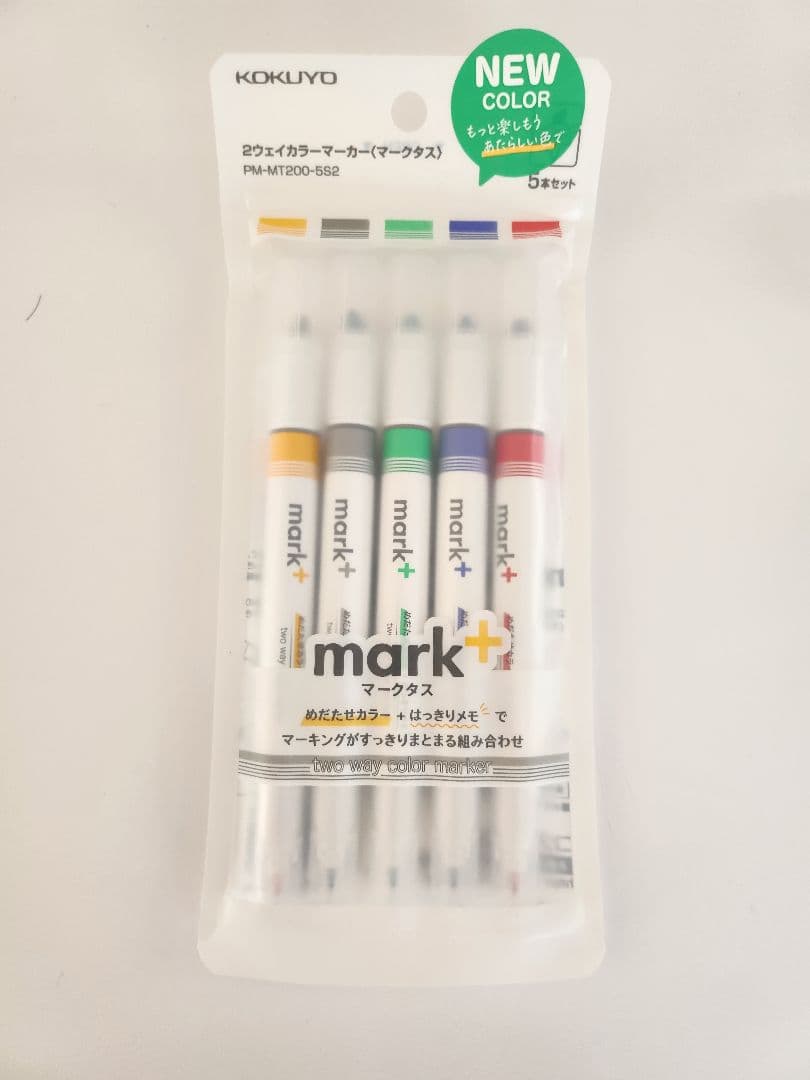 KOKUYO
NEW
COLOR
もっと楽しもう
あたらしい色で
2ウェイカラーマーカー〈マークタス〉
PM-MT200-5S2
5本セット
mark+
mark+
mark+
mark+
mark+
two way
mark+
マークタス
めだたせカラー + はっきりメモ で
マーキングがすっきりまとまる組み合わせ
two way color marker